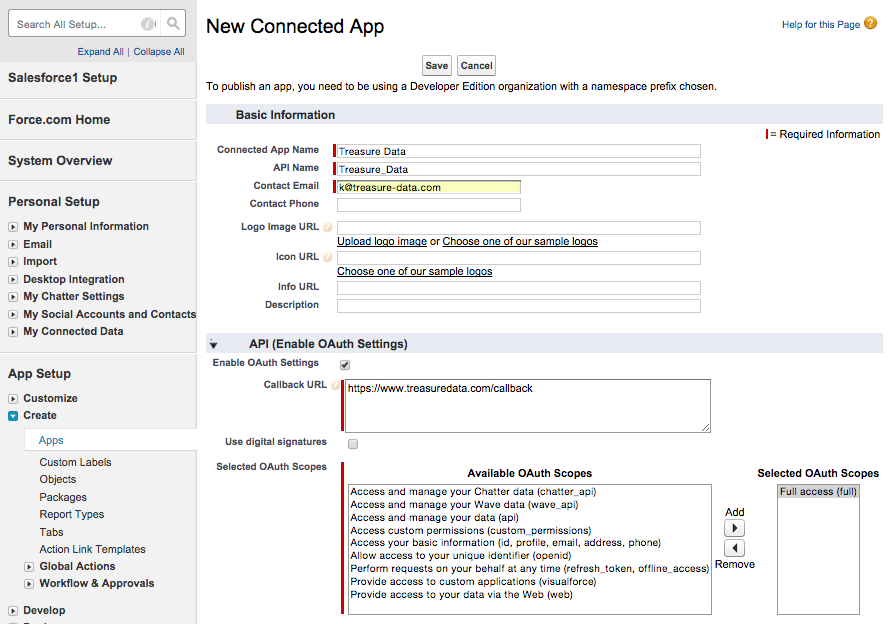 Search All Setup...
Expand All | Collapse All
Salesforce1 Setup
Force.com Home
System Overview
Personal Setup
My Personal Information
Email
Import
Desktop Integration
My Chatter Settings
My Social Accounts and Contacts
My Connected Data
App Setup
Customize
Create
Apps
Custom Labels
Objects
Packages
Report Types
Tabs
Action Link Templates
Global Actions
Workflow & Approvals
Develop
New Connected App
Help for this Page ?
Save Cancel
To publish an app, you need to be using a Developer Edition organization with a namespace prefix chosen.
Basic Information
= Required Information
Connected App Name Treasure Data
API Name Treasure_Data
Contact Email k@treasure-data.com
Contact Phone
Logo Image URL ?
Upload logo image or Choose one of our sample logos
Icon URL ?
Choose one of our sample logos
Info URL
Description
API (Enable OAuth Settings)
Enable OAuth Settings
Callback URL ? https://www.treasuredata.com/callback
Use digital signatures
Selected OAuth Scopes
Available OAuth Scopes
Access and manage your Chatter data (chatter_api)
Access and manage your Wave data (wave_api)
Access and manage your data (api)
Access custom permissions (custom_permissions)
Access your basic information (id, profile, email, address, phone)
Allow access to your unique identifier (openid)
Perform requests on your behalf at any time (refresh_token, offline_access)
Provide access to custom applications (visualforce)
Provide access to your data via the Web (web)
Add
Remove
Selected OAuth Scopes
Full access (full)